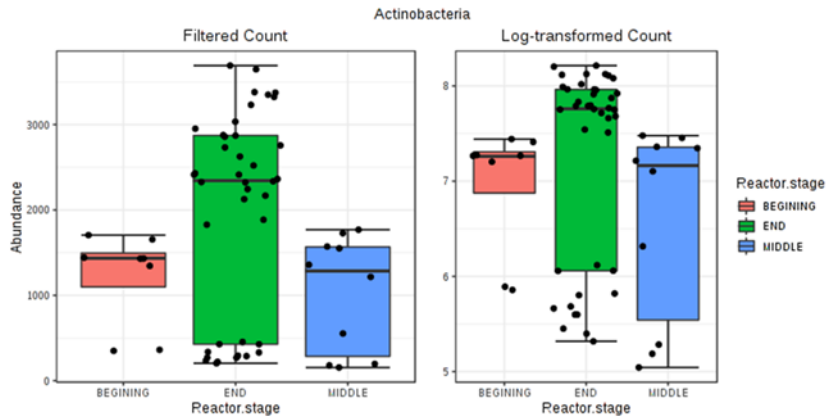 Actinobacteria
Filtered Count
Log-transformed Count
Abundance
3000
2000
1000
0
BEGINING
END
MIDDLE
Reactor.stage
8
7
6
5
BEGINING
END
MIDDLE
Reactor.stage
Reactor.stage
BEGINING
END
MIDDLE